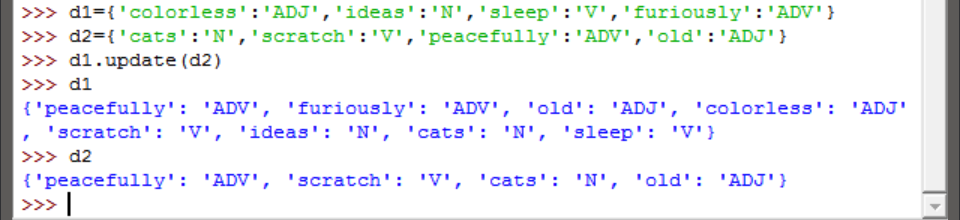 >>> d1={'colorless':'ADJ','ideas':'N','sleep':'V','furiously':'ADV'}
>>> d2={'cats':'N','scratch':'V','peacefully':'ADV','old':'ADJ'}
>>> d1.update(d2)
>>> d1
{'peacefully': 'ADV', 'furiously': 'ADV', 'old': 'ADJ', 'colorless': 'ADJ'
, 'scratch': 'V', 'ideas': 'N', 'cats': 'N', 'sleep': 'V'}
>>> d2
{'peacefully': 'ADV', 'scratch': 'V', 'cats': 'N', 'old': 'ADJ'}
>>>